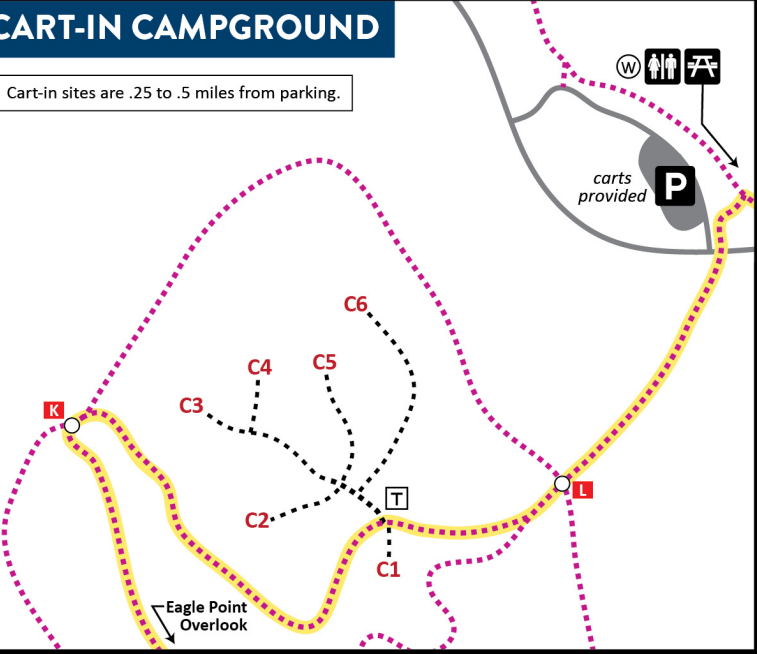 CART-IN CAMPGROUND
Cart-in sites are .25 to .5 miles from parking.
W
carts
provided
P
C6
C5
C4
C3
K
L
T
C2
C1
Eagle Point
Overlook